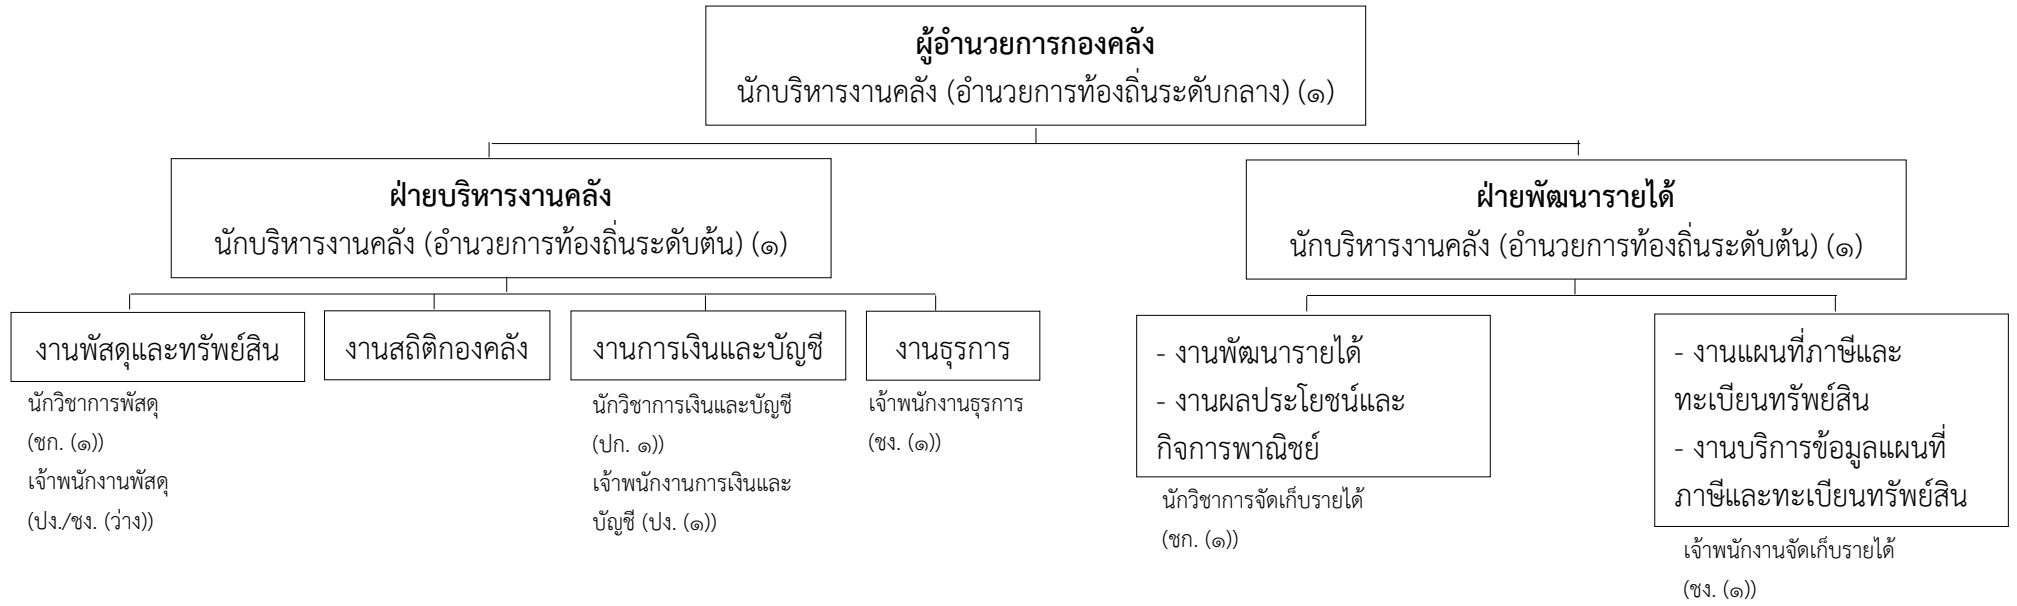 ผู้อำนวยการกองคลัง
นักบริหารงานคลัง (อำนวยการท้องถิ่นระดับกลาง) (๑)
ฝ่ายบริหารงานคลัง
นักบริหารงานคลัง (อำนวยการท้องถิ่นระดับต้น) (๑)
ฝ่ายพัฒนารายได้
นักบริหารงานคลัง (อำนวยการท้องถิ่นระดับต้น) (๑)
งานพัสดุและทรัพย์สิน
นักวิชาการพัสดุ
(ชก. (๑))
เจ้าพนักงานพัสดุ
(ปง./ชง. (ว่าง))
งานสถิติกองคลัง
งานการเงินและบัญชี
นักวิชาการเงินและบัญชี
(ปก. ๑))
เจ้าพนักงานการเงินและ
บัญชี (ปง. (๑))
งานธุรการ
เจ้าพนักงานธุรการ
(ชง. (๑))
- งานพัฒนารายได้
- งานผลประโยชน์และ
กิจการพาณิชย์
นักวิชาการจัดเก็บรายได้
(ชก. (๑))
- งานแผนที่ภาษีและ
ทะเบียนทรัพย์สิน
- งานบริการข้อมูลแผนที่
ภาษีและทะเบียนทรัพย์สิน
เจ้าพนักงานจัดเก็บรายได้
(ชง. (๑))